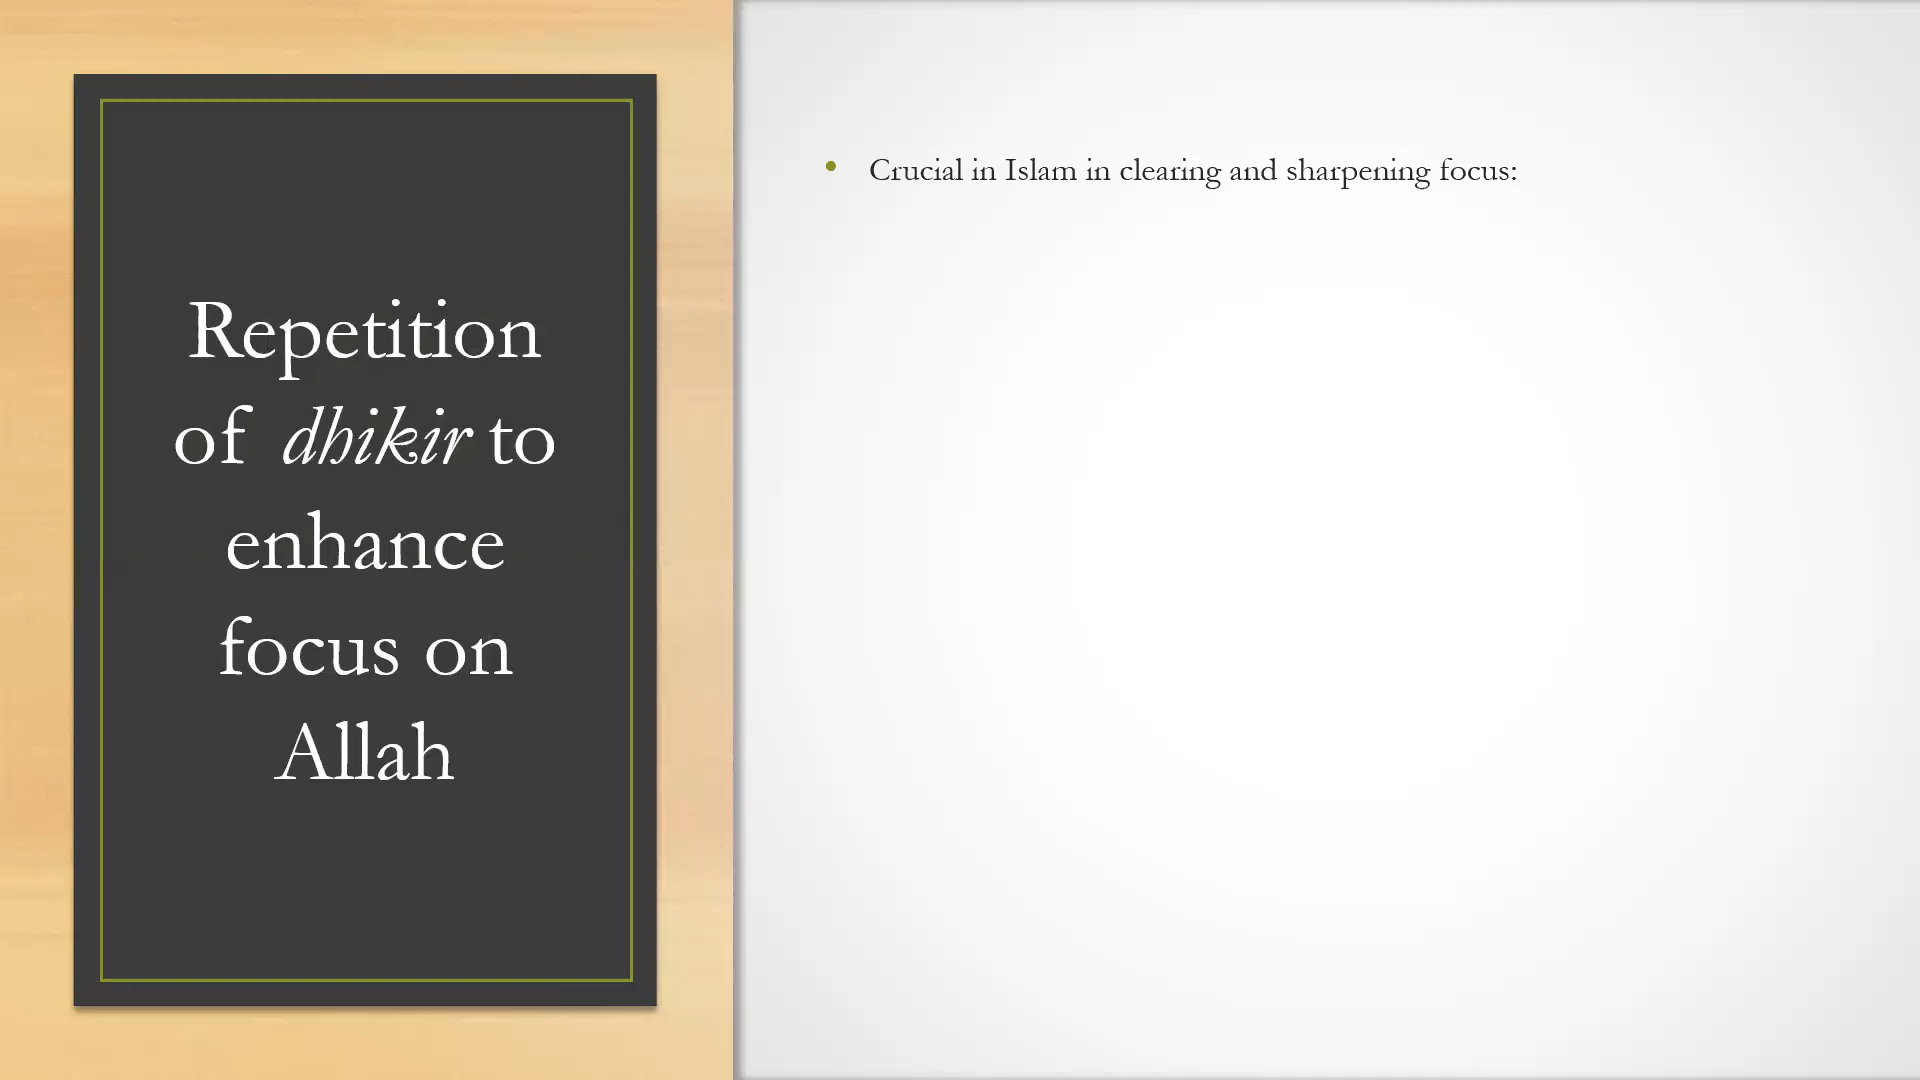 Repetition
of dhikir to
enhance
focus on
Allah
• Crucial in Islam in clearing and sharpening focus: